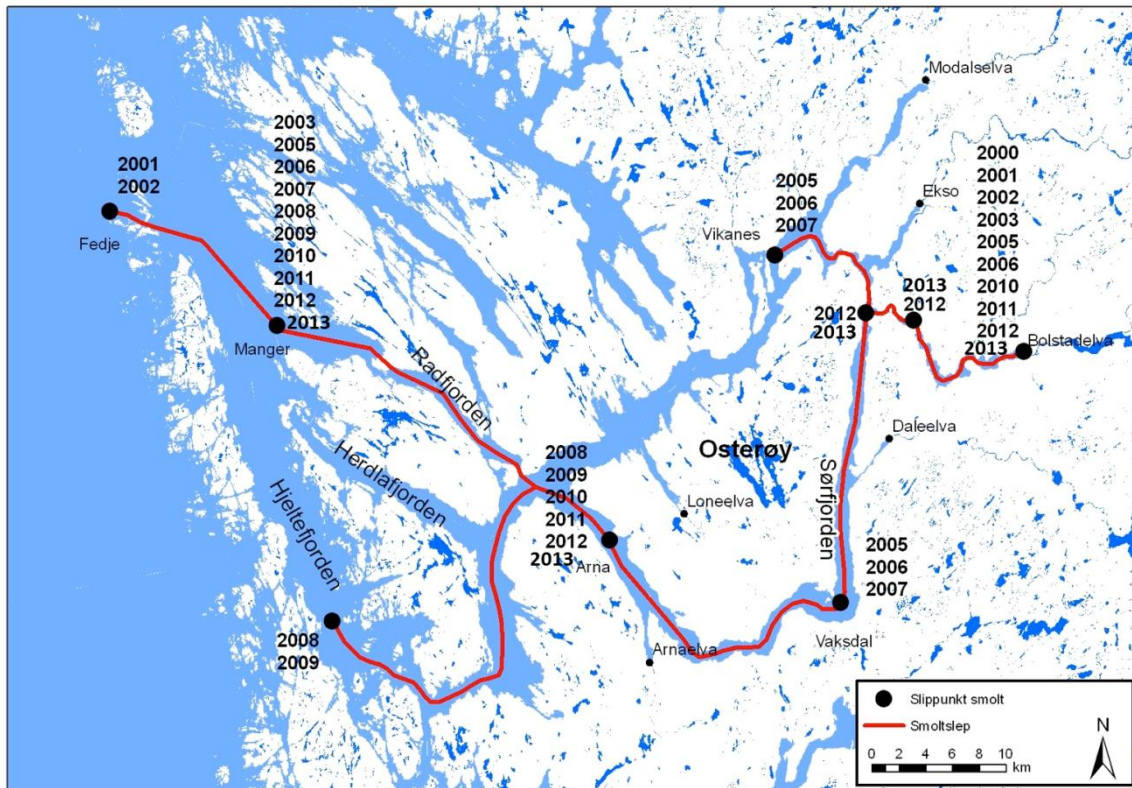 Modalselva
2003
2005
2006
2007
2008
2009
2010
2011
2012
2013
2001
2002
Fedje
Manger
2005
2006
2007
Vikanes
Ekso
2000
2001
2002
2003
2005
2006
2010
2011
2012
2013
Bolstadelva
2013
2012
2012
2013
Radfjorden
Herdlafjorden
Hjeltefjorden
2008
2009
2010
2011
2012
2013
Arna
Osterøy
Loneelva
Daleelva
Sørfjorden
2005
2006
2007
Vaksdal
2008
2009
Arnaelva
Slippunkt smolt
Smoltslep
N
0 2 4 6 8 10
km